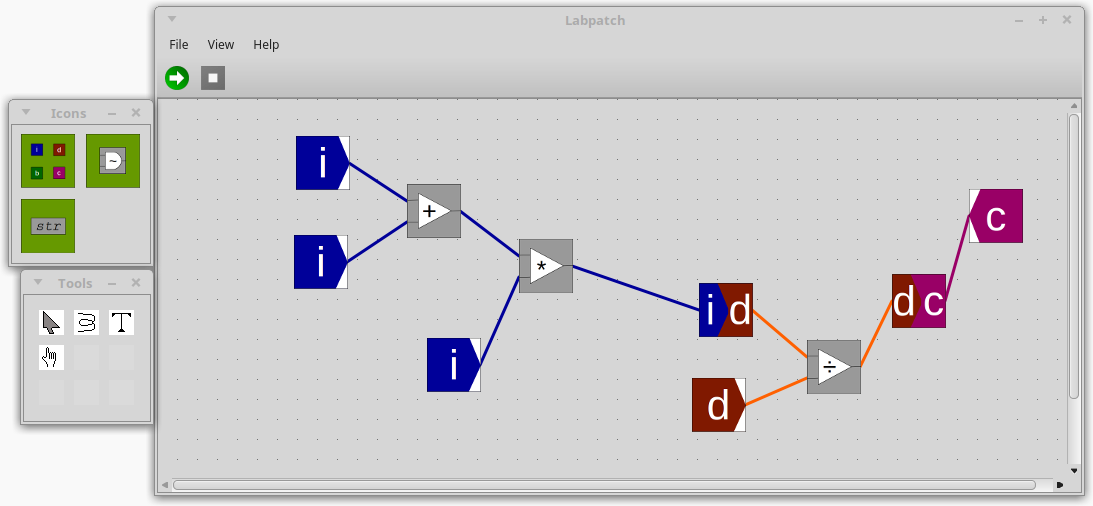 Labpatch
File View Help
Icons
i d
b c
~
str
Tools
T
i
+
i
*
i
i d
d
÷
d c
c